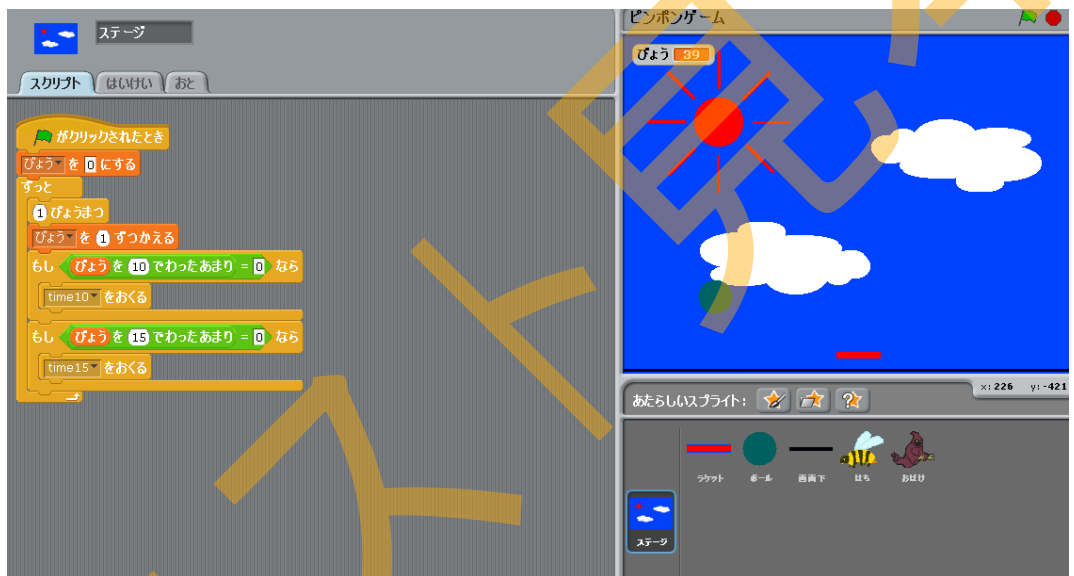 ステージ
スクリプト はいけい おと
がクリックされたとき
びょう を 0 にする
ずっと
1 びょうまつ
びょう を 1 ずつかえる
もし びょう を 10 でわったあまり = 0 なら
time10 をおくる
もし びょう を 15 でわったあまり = 0 なら
time15 をおくる
ピンポンゲーム
びょう 39
x: 226 y: -421
あたらしいスプライト:
ラケット ボール 画面下 はち おばけ
ステージ